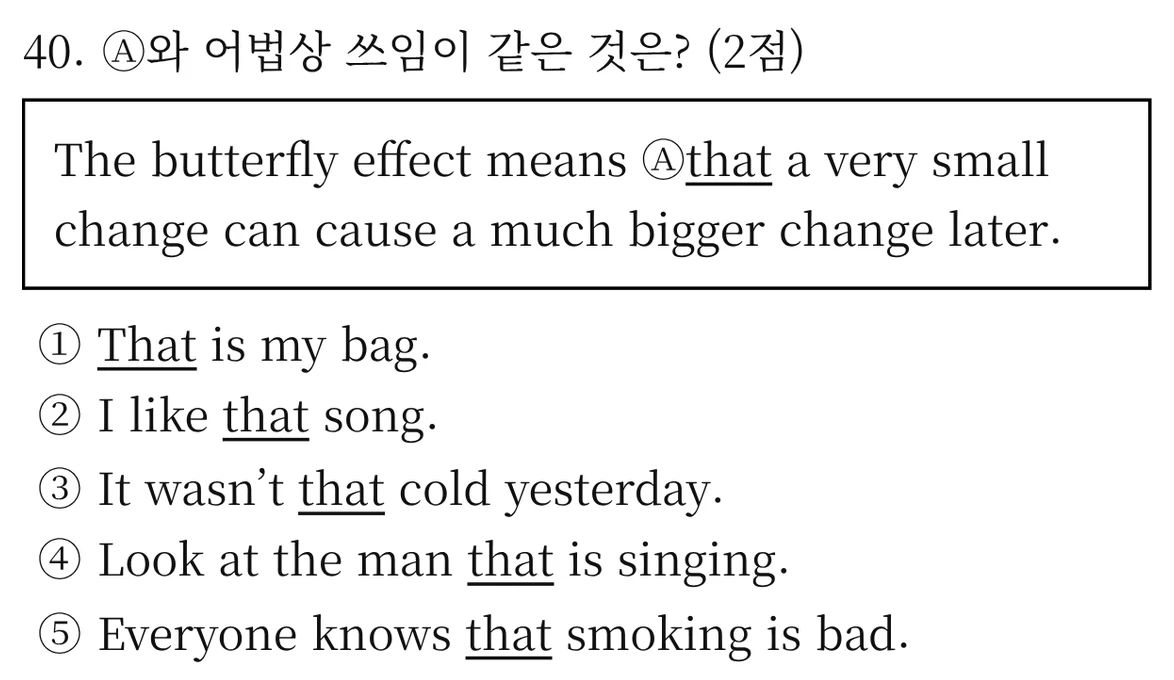 40. Ⓐ와 어법상 쓰임이 같은 것은? (2점)
The butterfly effect means Ⓐthat a very small
change can cause a much bigger change later.
① That is my bag.
② I like that song.
③ It wasn’t that cold yesterday.
④ Look at the man that is singing.
⑤ Everyone knows that smoking is bad.